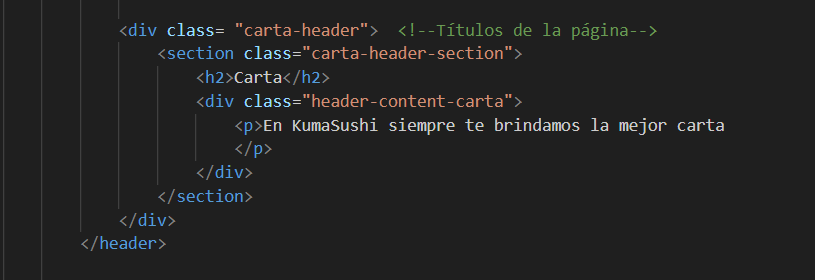 <div class= "carta-header">  <!--Títulos de la página-->
<section class="carta-header-section">
<h2>Carta</h2>
<div class="header-content-carta">
<p>En KumaSushi siempre te brindamos la mejor carta
</p>
</div>
</section>
</div>
</header>